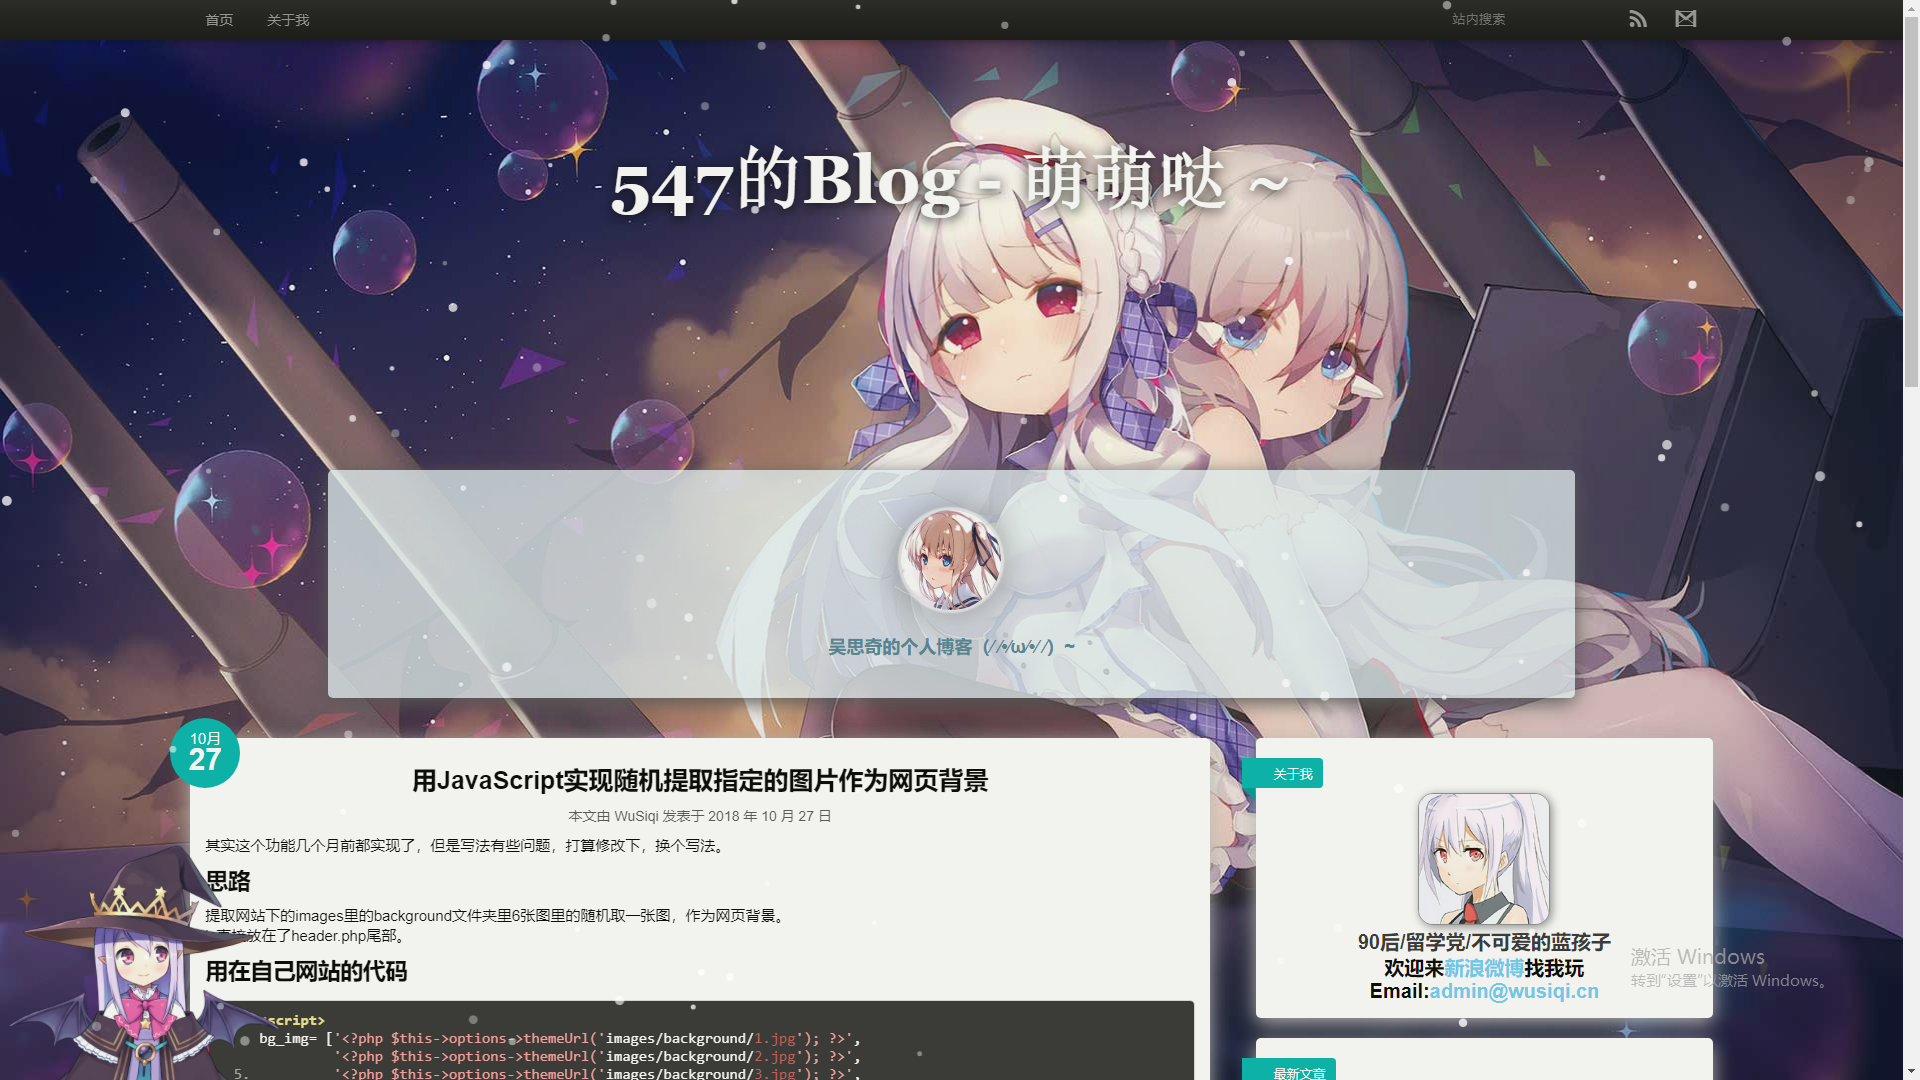 首页 关于我 站内搜索
547的Blog - 萌萌哒 ~
吴思奇的个人博客 (//•/ω/•//) ~
10月
27
用JavaScript实现随机提取指定的图片作为网页背景
本文由 WuSiqi 发表于 2018 年 10 月 27 日
其实这个功能几个月前都实现了，但是写法有些问题，打算修改下，换个写法。
思路
提取网站下的images里的background文件夹里6张图里的随机取一张图，作为网页背景。
直接放在了header.php尾部。
用在自己网站的代码
script>
bg_img= ['<?php $this->options->themeUrl('images/background/1.jpg'); ?>',
'<?php $this->options->themeUrl('images/background/2.jpg'); ?>',
5. '<?php $this->options->themeUrl('images/background/3.jpg'); ?>',
关于我
90后/留学党/不可爱的蓝孩子
欢迎来新浪微博找我玩
Email:admin@wusiqi.cn
激活 Windows
转到"设置"以激活 Windows。
最新文章